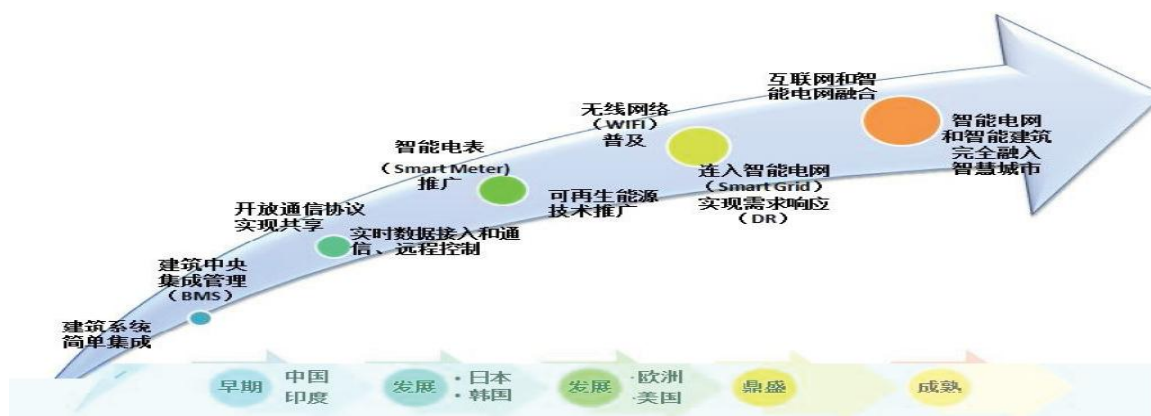 互联网和智
能电网融合
无线网络
（WIFI）
普及
智能电网
和智能建筑
完全融入
智慧城市
智能电表
（Smart Meter)
推广
连入智能电网
（Smart Grid）
实现需求响应
（DR）
可再生能源
技术推广
开放通信协议
实现共享
实时数据接入和通
信、远程控制
建筑中央
集成管理
（BMS）
建筑系统
简单集成
早期
中国
印度
发展
·日本
·韩国
发展
·欧洲
·美国
鼎盛
成熟